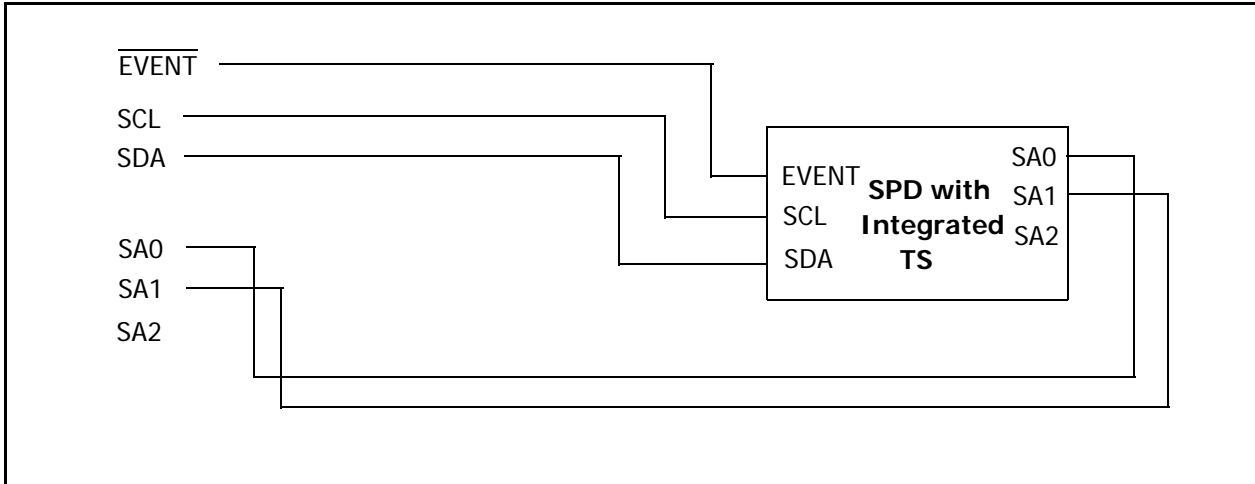 EVENT
SCL
SDA
SA0
SA1
SA2
EVENT
SCL
SDA
SPD with
Integrated
TS
SA0
SA1
SA2